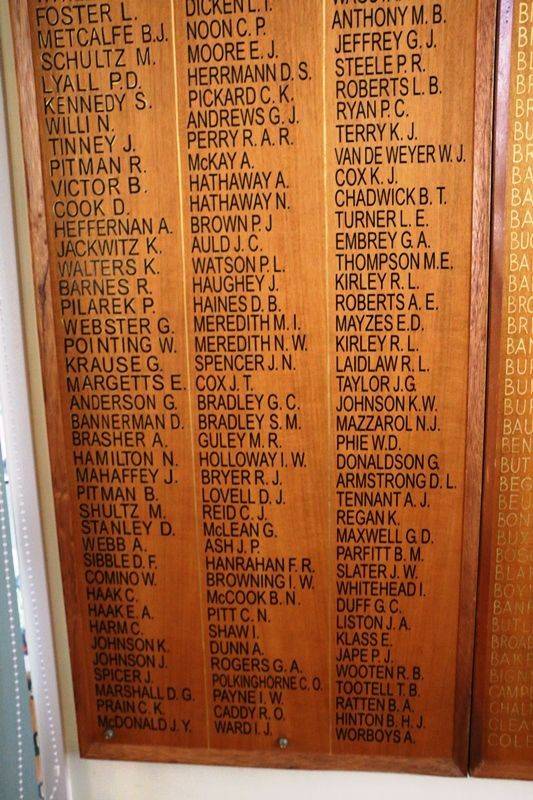 FOSTER L.
METCALFE B.J.
SCHULTZ M.
LYALL P.D.
KENNEDY S.
WILLI N.
TINNEY J.
PITMAN R.
VICTOR B.
COOK D.
HEFFERNAN A.
JACKWITZ K.
WALTERS K.
BARNES R.
PILAREK P.
WEBSTER G.
POINTING W.
KRAUSE G.
MARGETTS E.
ANDERSON G.
BANNERMAN D.
BRASHER A.
HAMILTON N.
MAHAFFEY J.
PITMAN B.
SHULTZ M.
STANLEY D.
WEBB A.
SIBBLE D.F.
COMINO W.
HAAK C.
HAAK E.A.
HARM C.
JOHNSON K.
JOHNSON J.
SPICER J.
MARSHALL D.G.
PRAIN C.K.
McDONALD J.Y.
DICKEN L.T.
NOON C.P.
MOORE E.J.
HERRMANN D.S.
PICKARD C.K.
ANDREWS G.J.
PERRY R.A.R.
McKAY A.
HATHAWAY A.
HATHAWAY N.
BROWN P.J
AULD J.C.
WATSON P.L.
HAUGHEY J.
HAINES D.B.
MEREDITH M.I.
MEREDITH N.W.
SPENCER J.N.
COX J.T.
BRADLEY G.C.
BRADLEY S.M.
GULEY M.R.
HOLLOWAY I.W.
BRYER R.J.
LOVELL D.J.
REID C.J.
McLEAN G.
ASH J.P.
HANRAHAN F.R.
BROWNING I.W.
McCOOK B.N.
PITT C.N.
SHAW I.
DUNN A.
ROGERS G.A.
POLKINGHORNE C.O.
PAYNE I.W.
CADDY R.O.
WARD I.J.
ANTHONY M.B.
JEFFREY G.J.
STEELE P.R.
ROBERTS L.B.
RYAN P.C.
TERRY K.J.
VAN DE WEYER W.J.
COX K.J.
CHADWICK B.T.
TURNER L.E.
EMBREY G.A.
THOMPSON M.E.
KIRLEY R.L.
ROBERTS A.E.
MAYZES E.D.
KIRLEY R.L.
LAIDLAW R.L.
TAYLOR J.G.
JOHNSON K.W.
MAZZAROL N.J.
PHIE W.D.
DONALDSON G.
ARMSTRONG D.L.
TENNANT A.J.
REGAN K.
MAXWELL G.D.
PARFITT B.M.
SLATER J.W.
WHITEHEAD I.
DUFF G.C.
LISTON J.A.
KLASS E.
JAPE P.J.
WOOTEN R.B.
TOOTELL T.B.
RATTEN B.A.
HINTON B.H.J.
WORBOYS A.